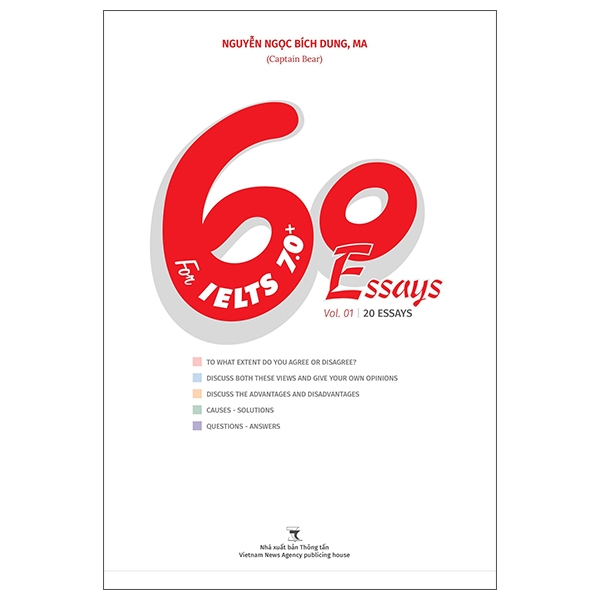 NGUYỄN NGỌC BÍCH DUNG, MA
(Captain Bear)
60
For IELTS 7.0+
Essays
Vol. 01 | 20 ESSAYS
TO WHAT EXTENT DO YOU AGREE OR DISAGREE?
DISCUSS BOTH THESE VIEWS AND GIVE YOUR OWN OPINIONS
DISCUSS THE ADVANTAGES AND DISADVANTAGES
CAUSES - SOLUTIONS
QUESTIONS - ANSWERS
Nhà xuất bản Thông tấn
Vietnam News Agency publicing house